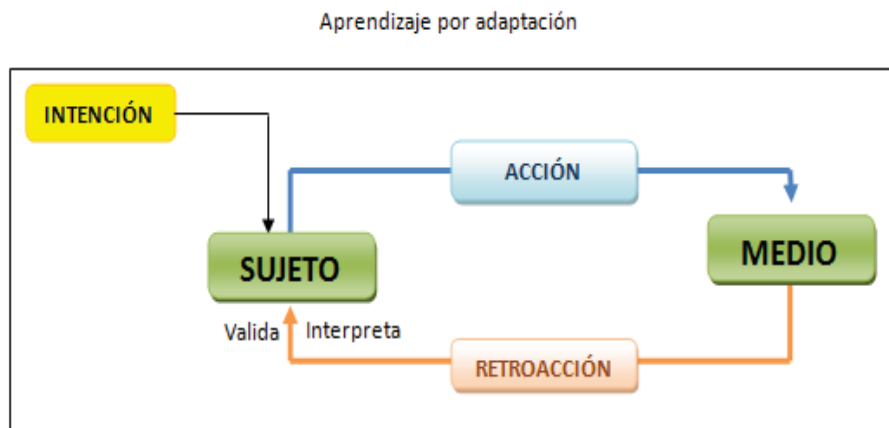 Aprendizaje por adaptación
INTENCIÓN
ACCIÓN
SUJETO
MEDIO
Valida
Interpreta
RETROACCIÓN